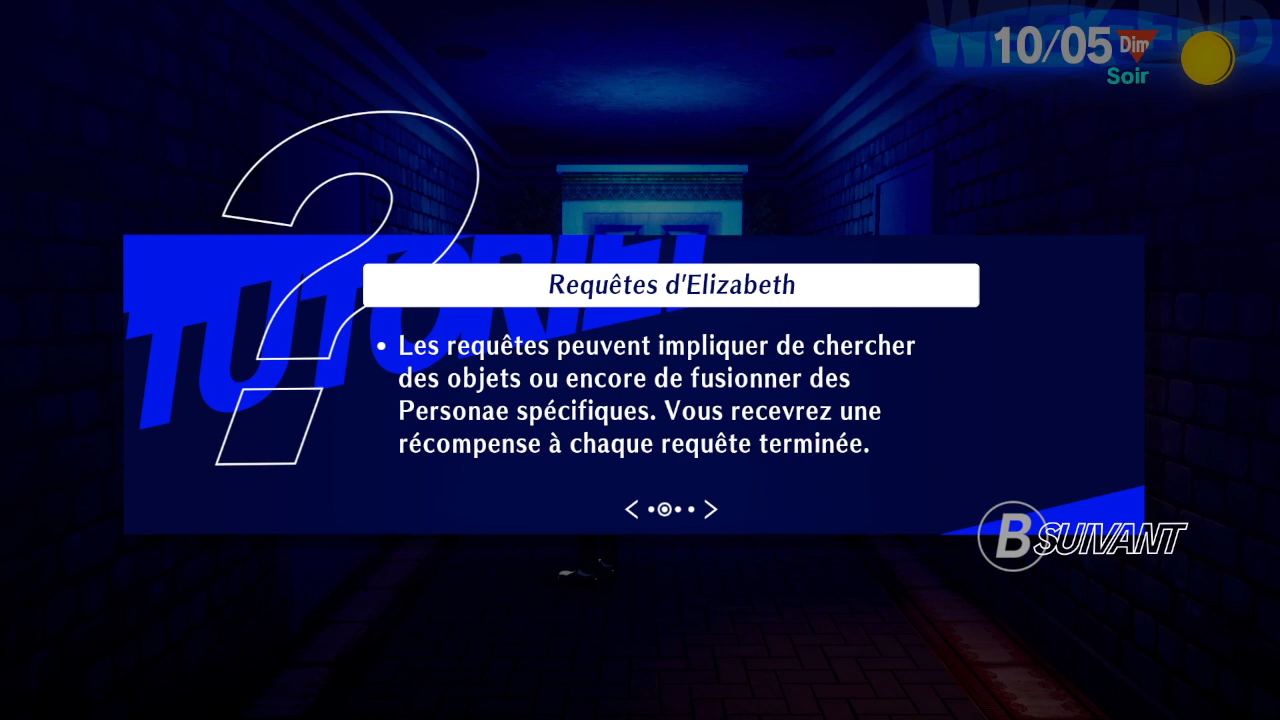 WEEKEND
10/05 Dim
Soir
TUTORIEL
Requêtes d'Elizabeth
• Les requêtes peuvent impliquer de chercher
des objets ou encore de fusionner des
Personae spécifiques. Vous recevrez une
récompense à chaque requête terminée.
B SUIVANT